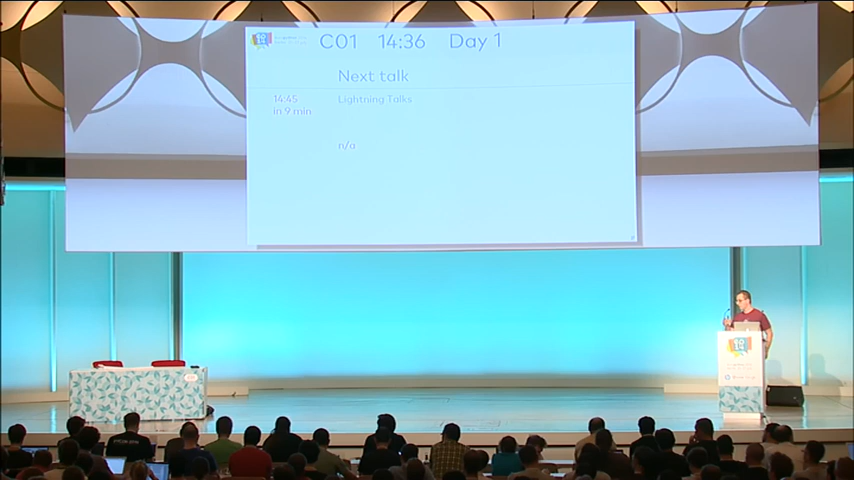 C01 14:36 Day 1
Next talk
14:45 Lightning Talks
in 9 min
n/a